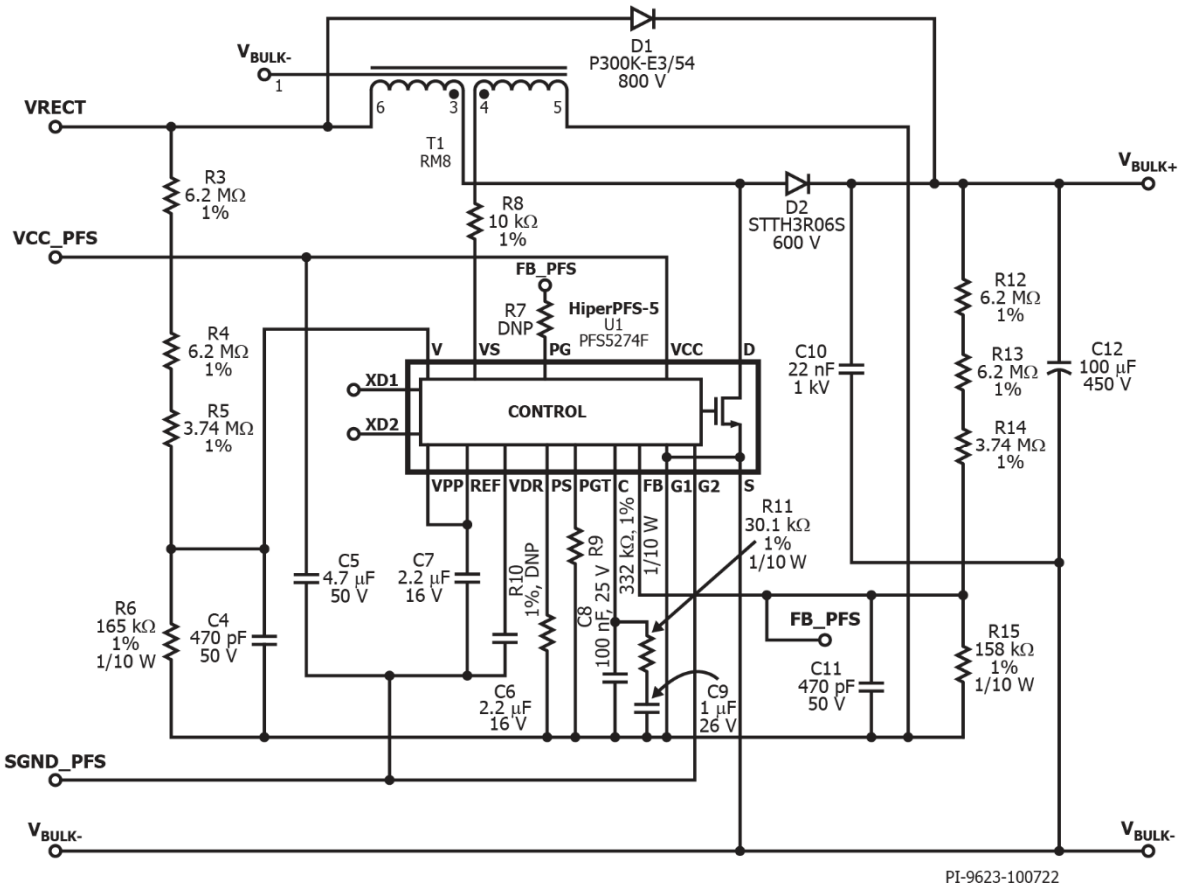 D1
P300K-E3/54
800 V
VBULK-
1
VRECT
6
3
4
5
T1
RM8
VBULK+
R3
6.2 MΩ
1%
R8
10 kΩ
1%
D2
STTH3R06S
600 V
VCC_PFS
FB_PFS
R7
DNP
HiperPFS-5
U1
PFS5274F
R12
6.2 MΩ
1%
R4
6.2 MΩ
1%
V
VS
PG
VCC
D
C10
22 nF
1 kV
R13
6.2 MΩ
1%
C12
100 μF
450 V
XD1
CONTROL
XD2
R5
3.74 MΩ
1%
R14
3.74 MΩ
1%
VPP
REF
VDR
PS
PGT
C
FB
G1
G2
S
R11
30.1 kΩ
1%
1/10 W
C5
4.7 μF
50 V
C7
2.2 μF
16 V
R10
1%, DNP
R9
332 kΩ, 1%
1/10 W
C8
100 nF, 25 V
R6
165 kΩ
1%
1/10 W
C4
470 pF
50 V
FB_PFS
R15
158 kΩ
1%
1/10 W
C6
2.2 μF
16 V
C9
1 μF
26 V
C11
470 pF
50 V
SGND_PFS
VBULK-
VBULK-
PI-9623-100722